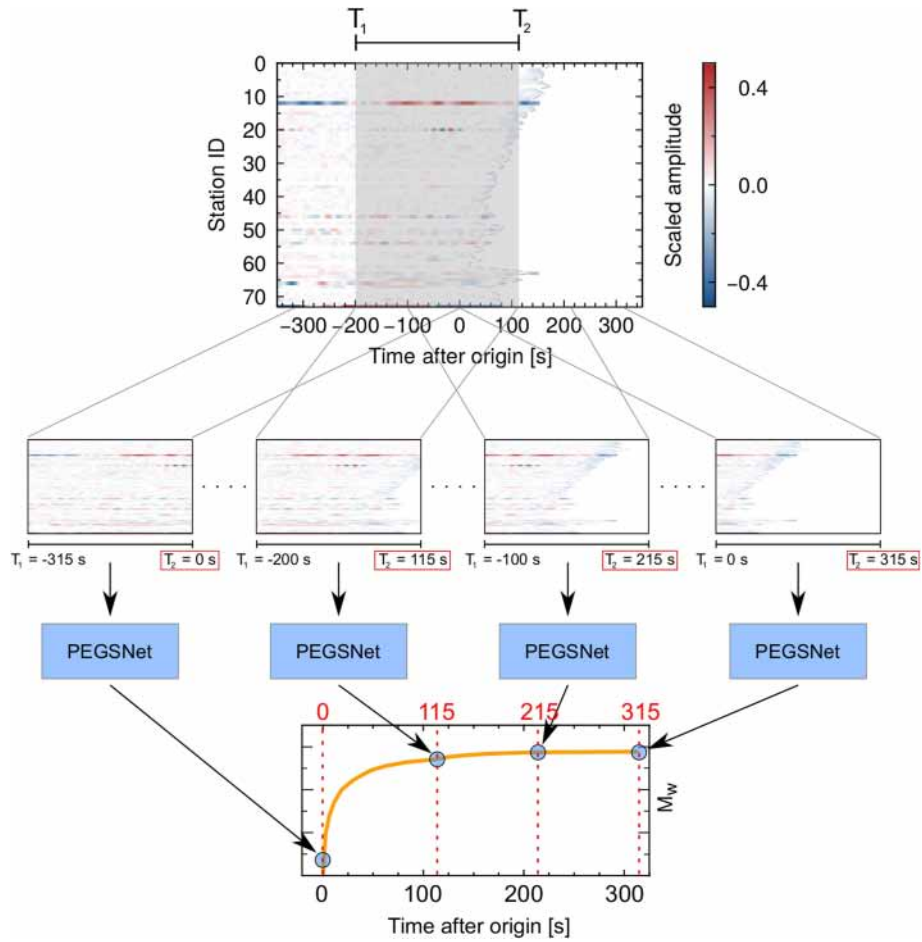 T1 T2
0
10
20
30
40
50
60
70
Station ID
−300 −200 −100 0 100 200 300
Time after origin [s]
0.4
0.0
−0.4
Scaled amplitude
. . . . . . . . . . . .
T1 = -315 s T2 = 0 s T1 = -200 s T2 = 115 s T1 = -100 s T2 = 215 s T1 = 0 s T2 = 315 s
PEGSNet PEGSNet PEGSNet PEGSNet
0 115 215 315
Mw
0 100 200 300
Time after origin [s]